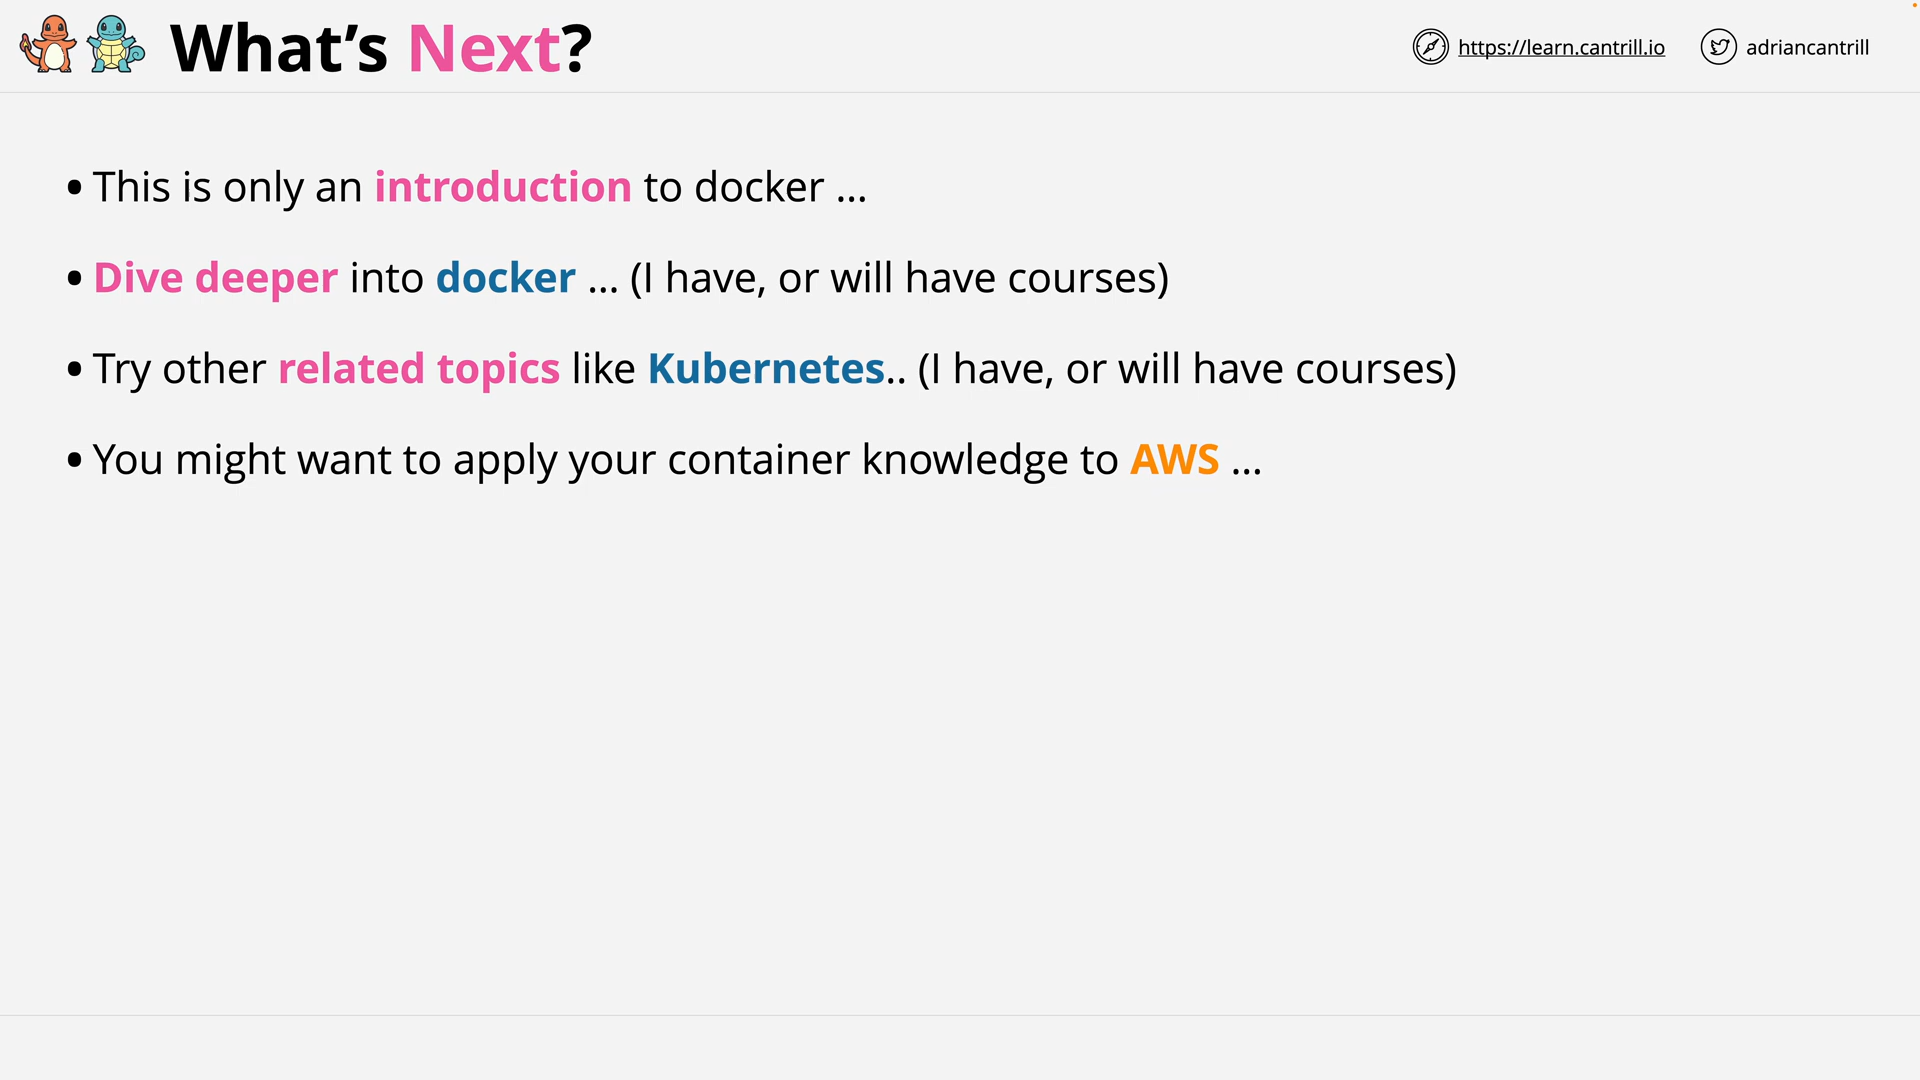 What’s Next?
https://learn.cantrill.io
adriancantrill
• This is only an introduction to docker ...
• Dive deeper into docker ... (I have, or will have courses)
• Try other related topics like Kubernetes.. (I have, or will have courses)
• You might want to apply your container knowledge to AWS ...